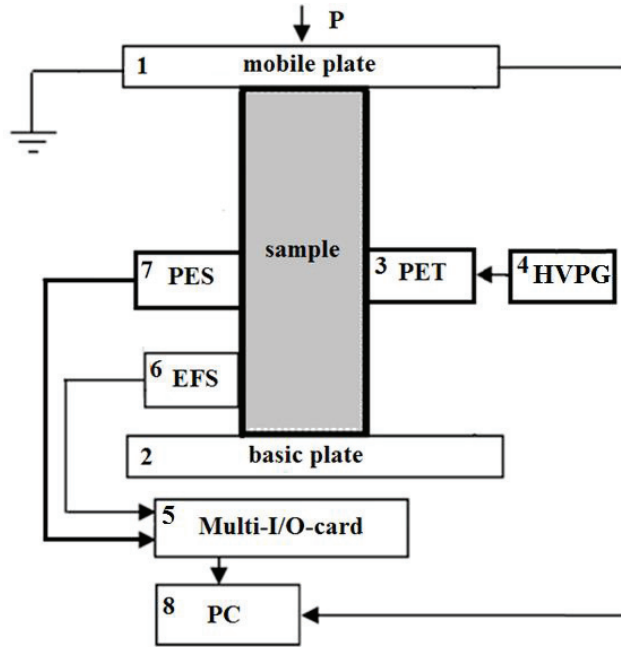 P
1 mobile plate
sample
7 PES
3 PET
4 HVPG
6 EFS
2 basic plate
5 Multi-I/O-card
8 PC